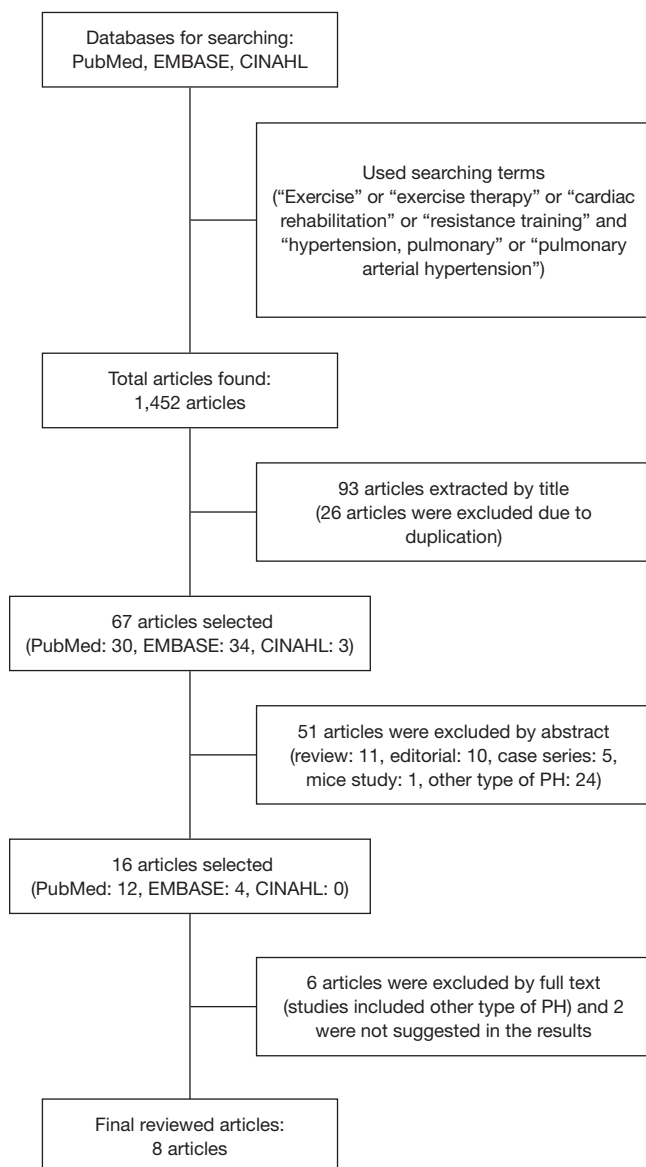 Databases for searching:
PubMed, EMBASE, CINAHL
Used searching terms
(“Exercise” or “exercise therapy” or “cardiac
rehabilitation” or “resistance training” and
“hypertension, pulmonary” or “pulmonary
arterial hypertension”)
Total articles found:
1,452 articles
93 articles extracted by title
(26 articles were excluded due to
duplication)
67 articles selected
(PubMed: 30, EMBASE: 34, CINAHL: 3)
51 articles were excluded by abstract
(review: 11, editorial: 10, case series: 5,
mice study: 1, other type of PH: 24)
16 articles selected
(PubMed: 12, EMBASE: 4, CINAHL: 0)
6 articles were excluded by full text
(studies included other type of PH) and 2
were not suggested in the results
Final reviewed articles:
8 articles